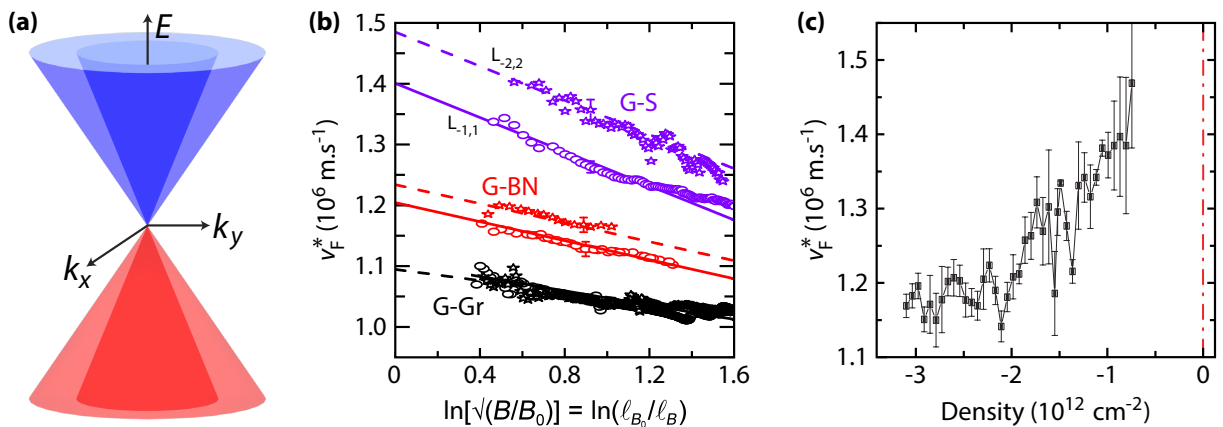 (a)
E
k_y
k_x
(b)
1.5
1.4
1.3
1.2
1.1
1.0
v_F^* (10^6 m.s^-1)
L_-2,2
L_-1,1
G-S
G-BN
G-Gr
0 0.4 0.8 1.2 1.6
ln[√(B/B_0)] = ln(ℓ_B_0/ℓ_B)
(c)
1.5
1.4
1.3
1.2
1.1
v_F^* (10^6 m.s^-1)
-3 -2 -1 0
Density (10^12 cm^-2)